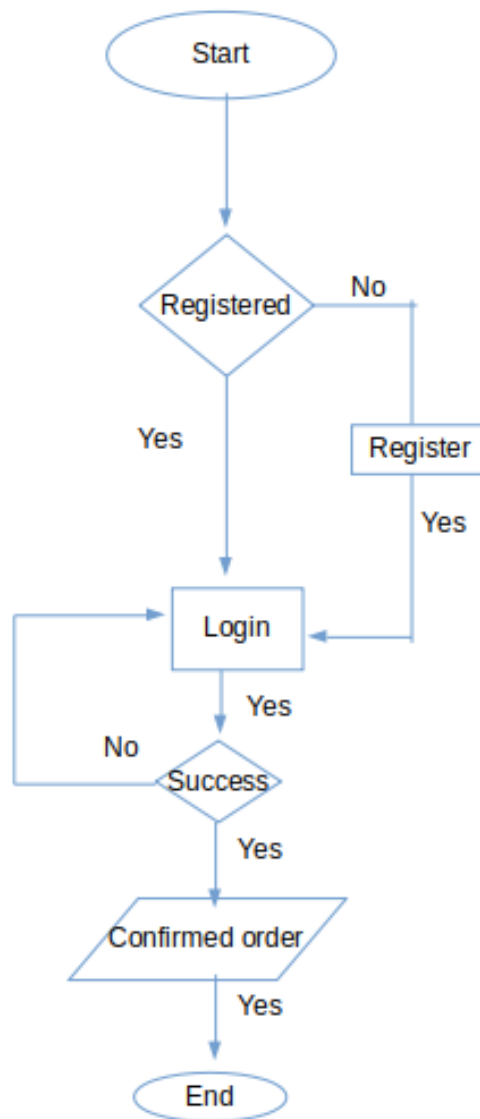 Start
Registered
No
Yes
Register
Yes
Login
Yes
No
Success
Yes
Confirmed order
Yes
End